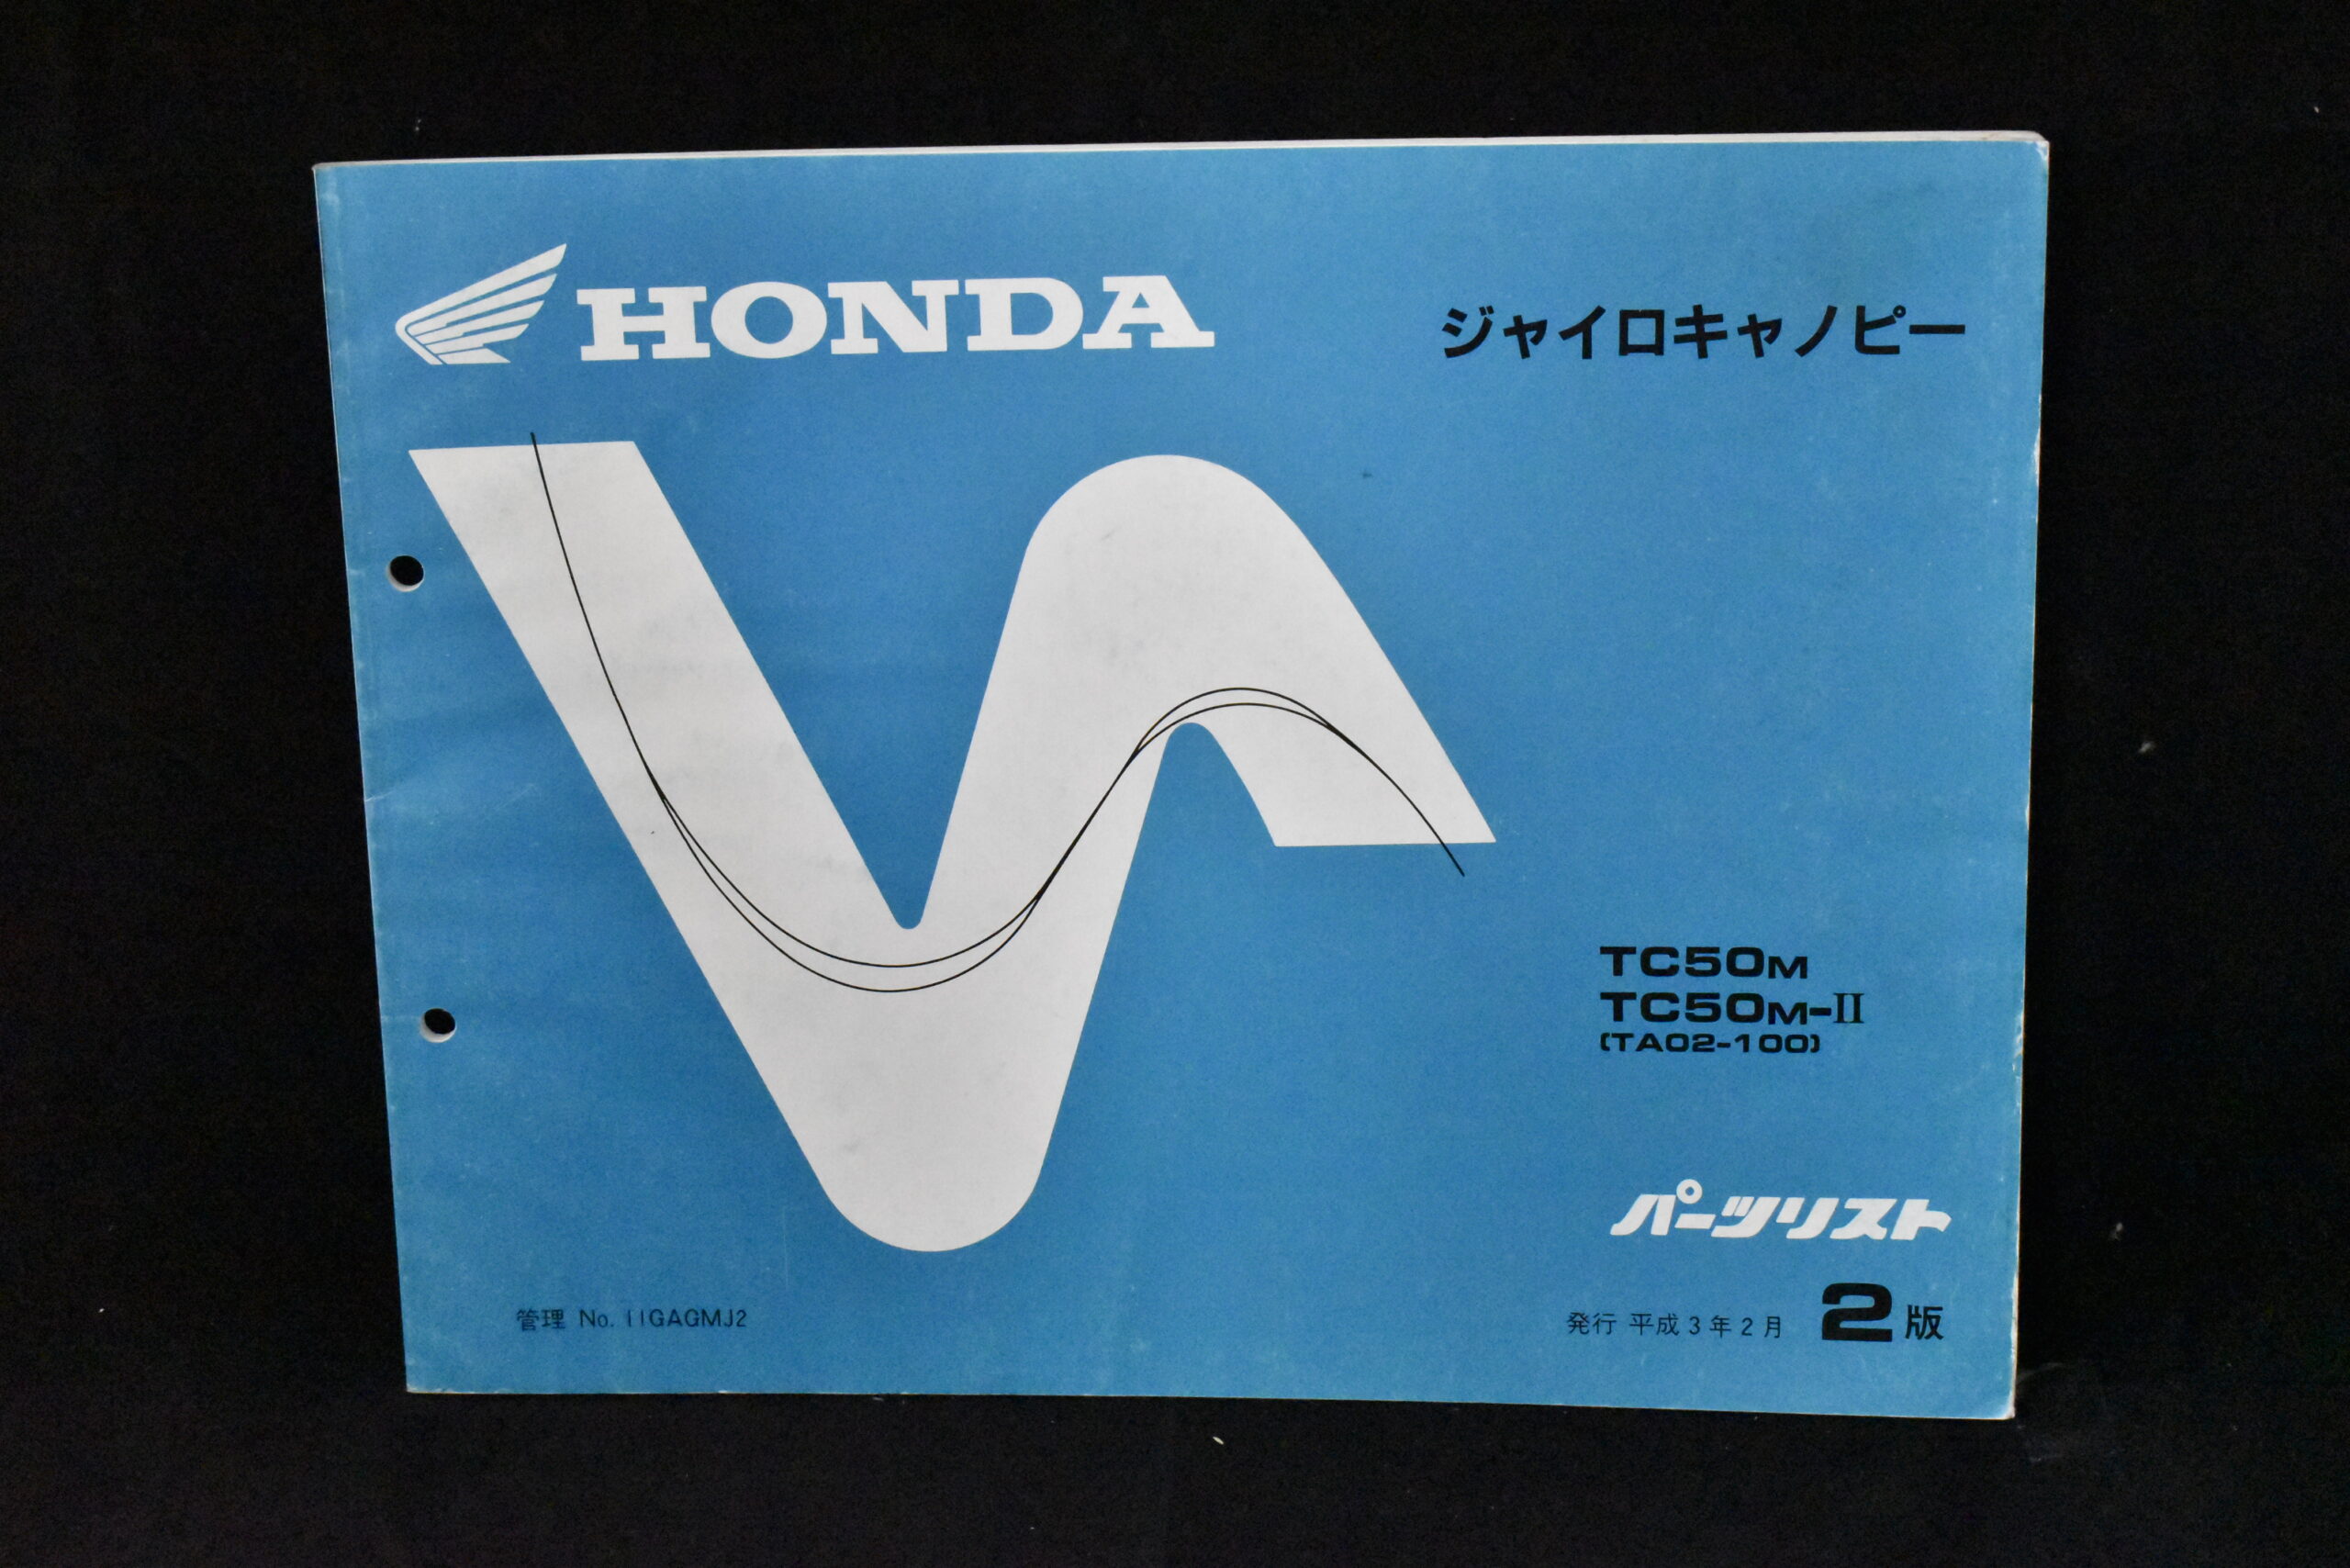 HONDA
ジャイロキャノピー
TC50M
TC50M-II
(TA02-100)
パーツリスト
管理 No. 11GAGMJ2
発行 平成3年2月 2版